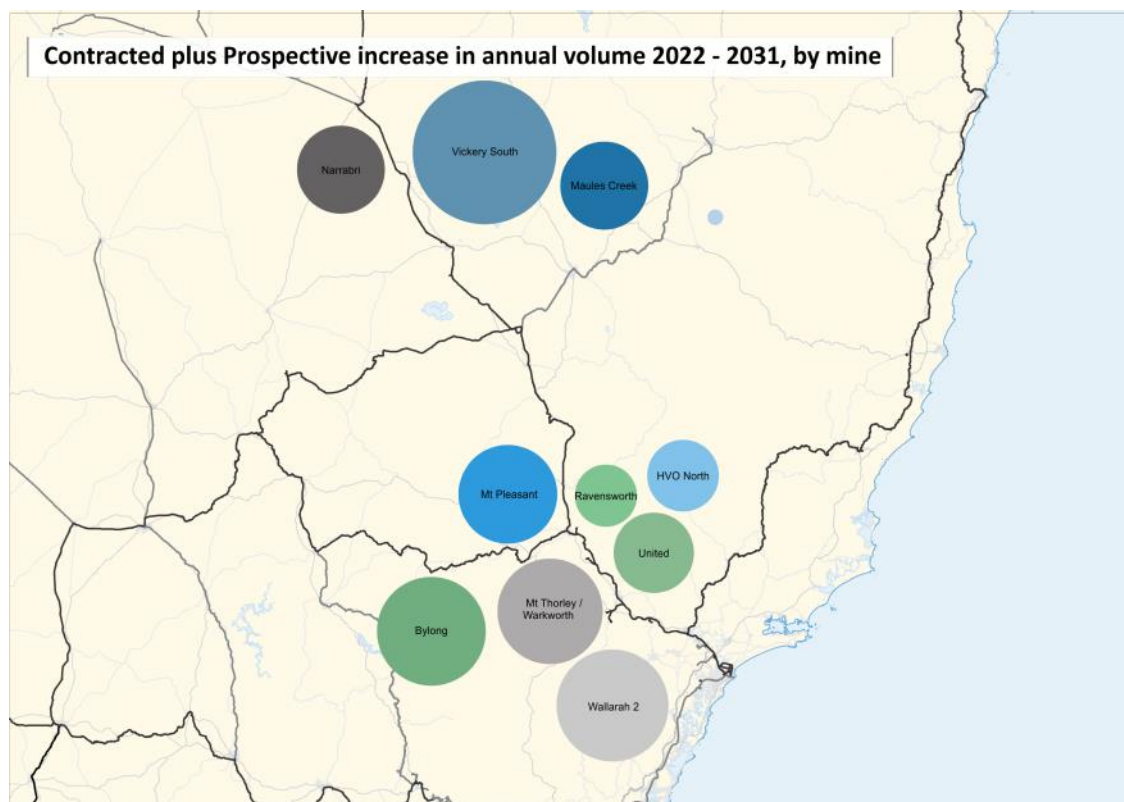 Contracted plus Prospective increase in annual volume 2022 - 2031, by mine
Vickery South
Narrabri
Maules Creek
HVO North
Mt Pleasant
Ravensworth
United
Mt Thorley /
Warkworth
Bylong
Wallarah 2